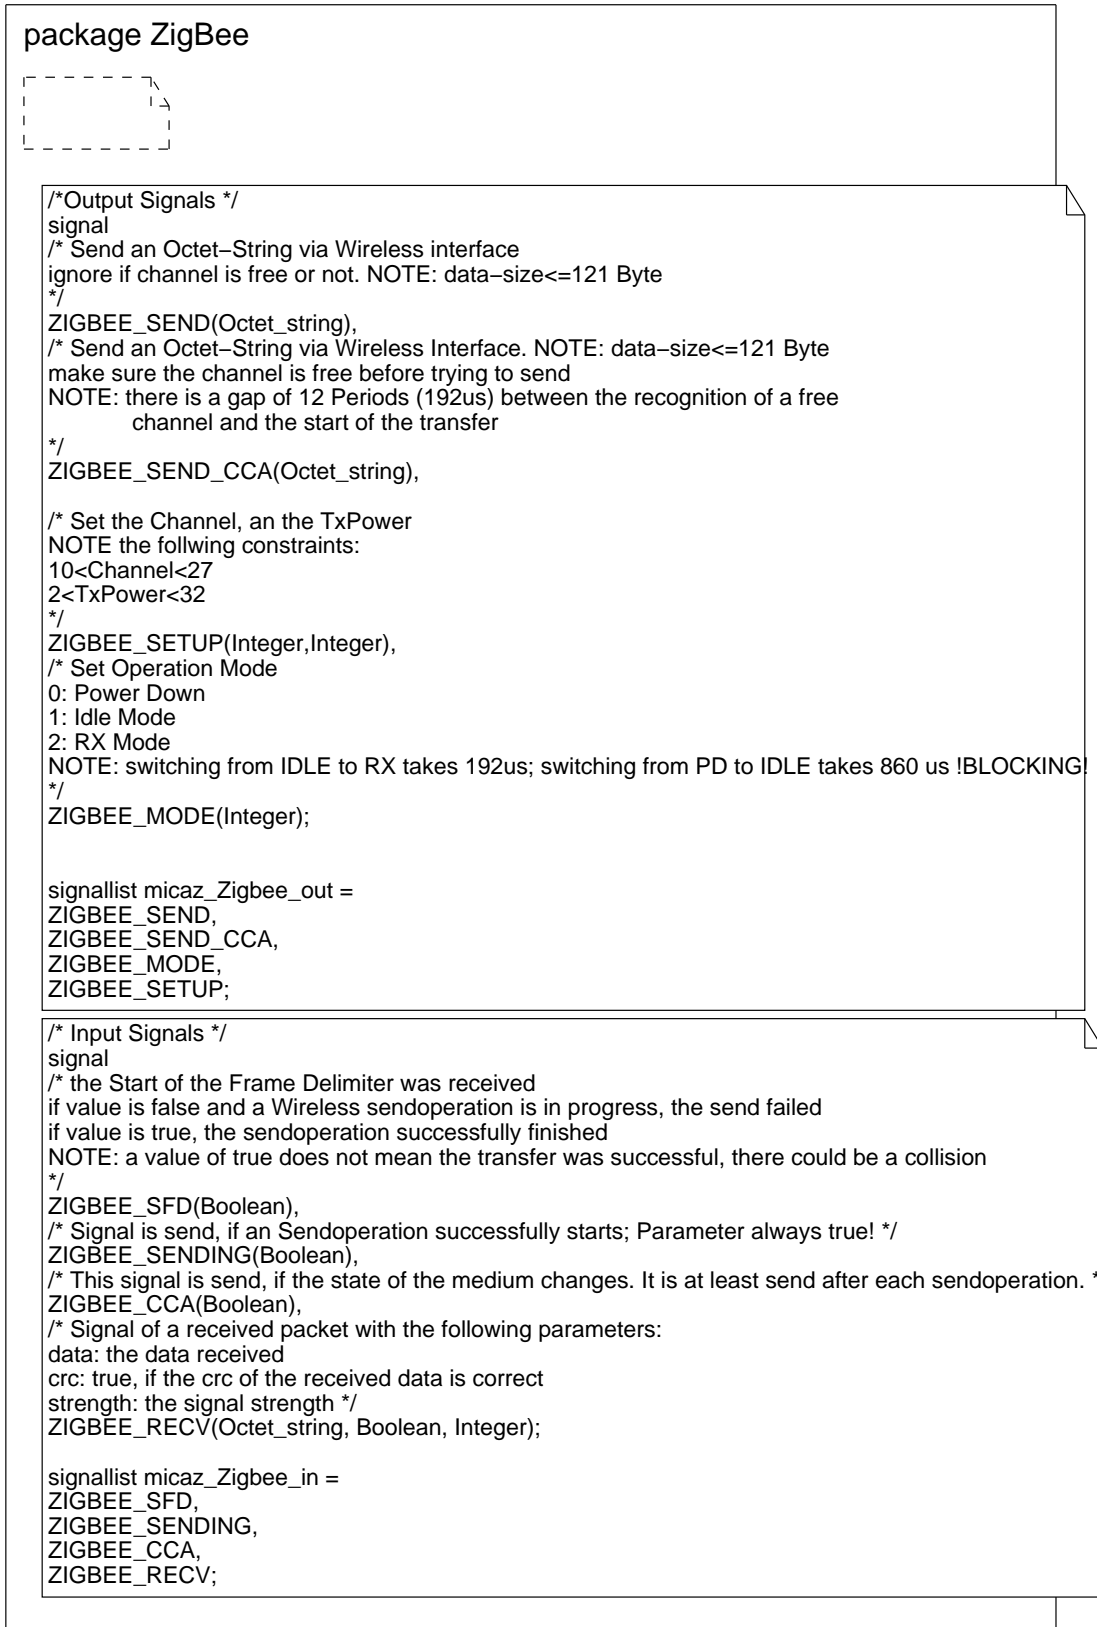 package ZigBee
/*Output Signals */
signal
/* Send an Octet−String via Wireless interface
ignore if channel is free or not. NOTE: data−size<=121 Byte
*/
ZIGBEE_SEND(Octet_string),
/* Send an Octet−String via Wireless Interface. NOTE: data−size<=121 Byte
make sure the channel is free before trying to send
NOTE: there is a gap of 12 Periods (192us) between the recognition of a free
channel and the start of the transfer
*/
ZIGBEE_SEND_CCA(Octet_string),
/* Set the Channel, an the TxPower
NOTE the follwing constraints:
10<Channel<27
2<TxPower<32
*/
ZIGBEE_SETUP(Integer,Integer),
/* Set Operation Mode
0: Power Down
1: Idle Mode
2: RX Mode
NOTE: switching from IDLE to RX takes 192us; switching from PD to IDLE takes 860 us !BLOCKING!
*/
ZIGBEE_MODE(Integer);
signallist micaz_Zigbee_out =
ZIGBEE_SEND,
ZIGBEE_SEND_CCA,
ZIGBEE_MODE,
ZIGBEE_SETUP;
/* Input Signals */
signal
/* the Start of the Frame Delimiter was received
if value is false and a Wireless sendoperation is in progress, the send failed
if value is true, the sendoperation successfully finished
NOTE: a value of true does not mean the transfer was successful, there could be a collision
*/
ZIGBEE_SFD(Boolean),
/* Signal is send, if an Sendoperation successfully starts; Parameter always true! */
ZIGBEE_SENDING(Boolean),
/* This signal is send, if the state of the medium changes. It is at least send after each sendoperation. *
ZIGBEE_CCA(Boolean),
/* Signal of a received packet with the following parameters:
data: the data received
crc: true, if the crc of the received data is correct
strength: the signal strength */
ZIGBEE_RECV(Octet_string, Boolean, Integer);
signallist micaz_Zigbee_in =
ZIGBEE_SFD,
ZIGBEE_SENDING,
ZIGBEE_CCA,
ZIGBEE_RECV;